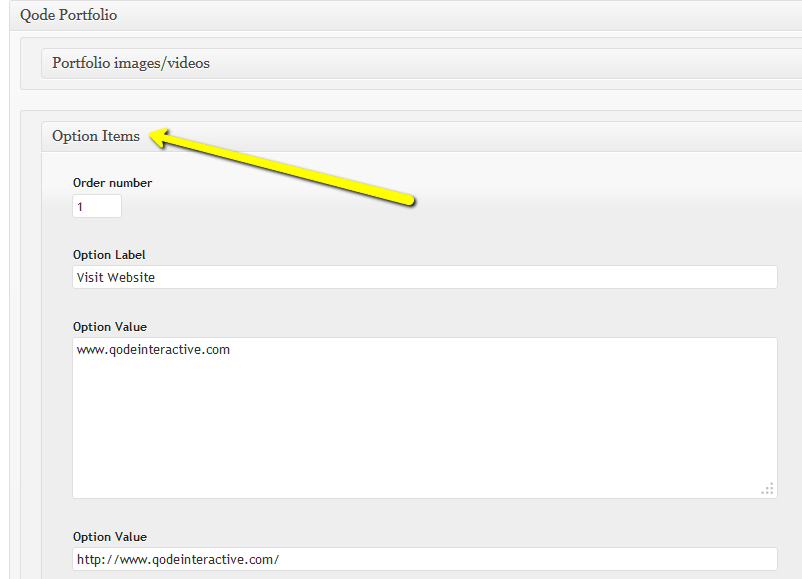 Qode Portfolio
Portfolio images/videos
Option Items
Order number
1
Option Label
Visit Website
Option Value
www.qodeinteractive.com
Option Value
http://www.qodeinteractive.com/